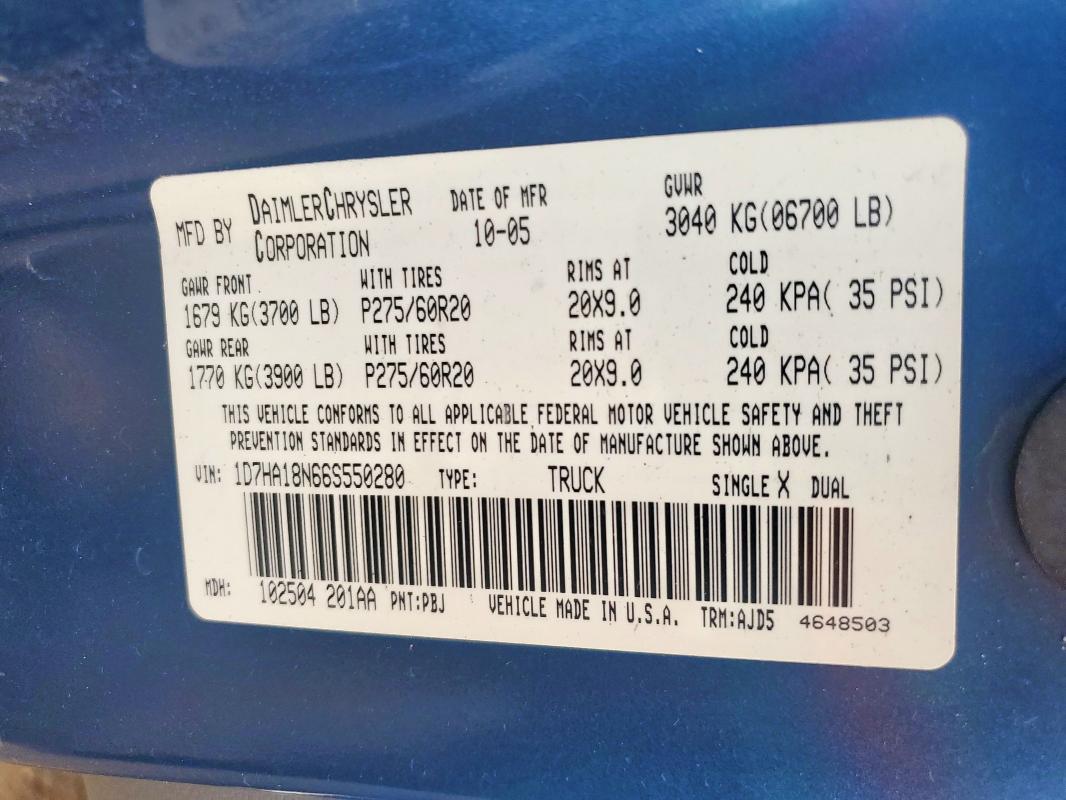 MFD BY DAIMLERCHRYSLER CORPORATION DATE OF MFR 10-05 GVWR 3040 KG(06700 LB)
GAWR FRONT WITH TIRES RIMS AT COLD
1679 KG(3700 LB) P275/60R20 20X9.0 240 KPA( 35 PSI)
GAWR REAR WITH TIRES RIMS AT COLD
1770 KG(3900 LB) P275/60R20 20X9.0 240 KPA( 35 PSI)
THIS VEHICLE CONFORMS TO ALL APPLICABLE FEDERAL MOTOR VEHICLE SAFETY AND THEFT
PREVENTION STANDARDS IN EFFECT ON THE DATE OF MANUFACTURE SHOWN ABOVE.
VIN: 1D7HA18N66S550280 TYPE: TRUCK SINGLE X DUAL
MDH: 102504 201AA PNT:PBJ VEHICLE MADE IN U.S.A. TRM:AJD5 4648503